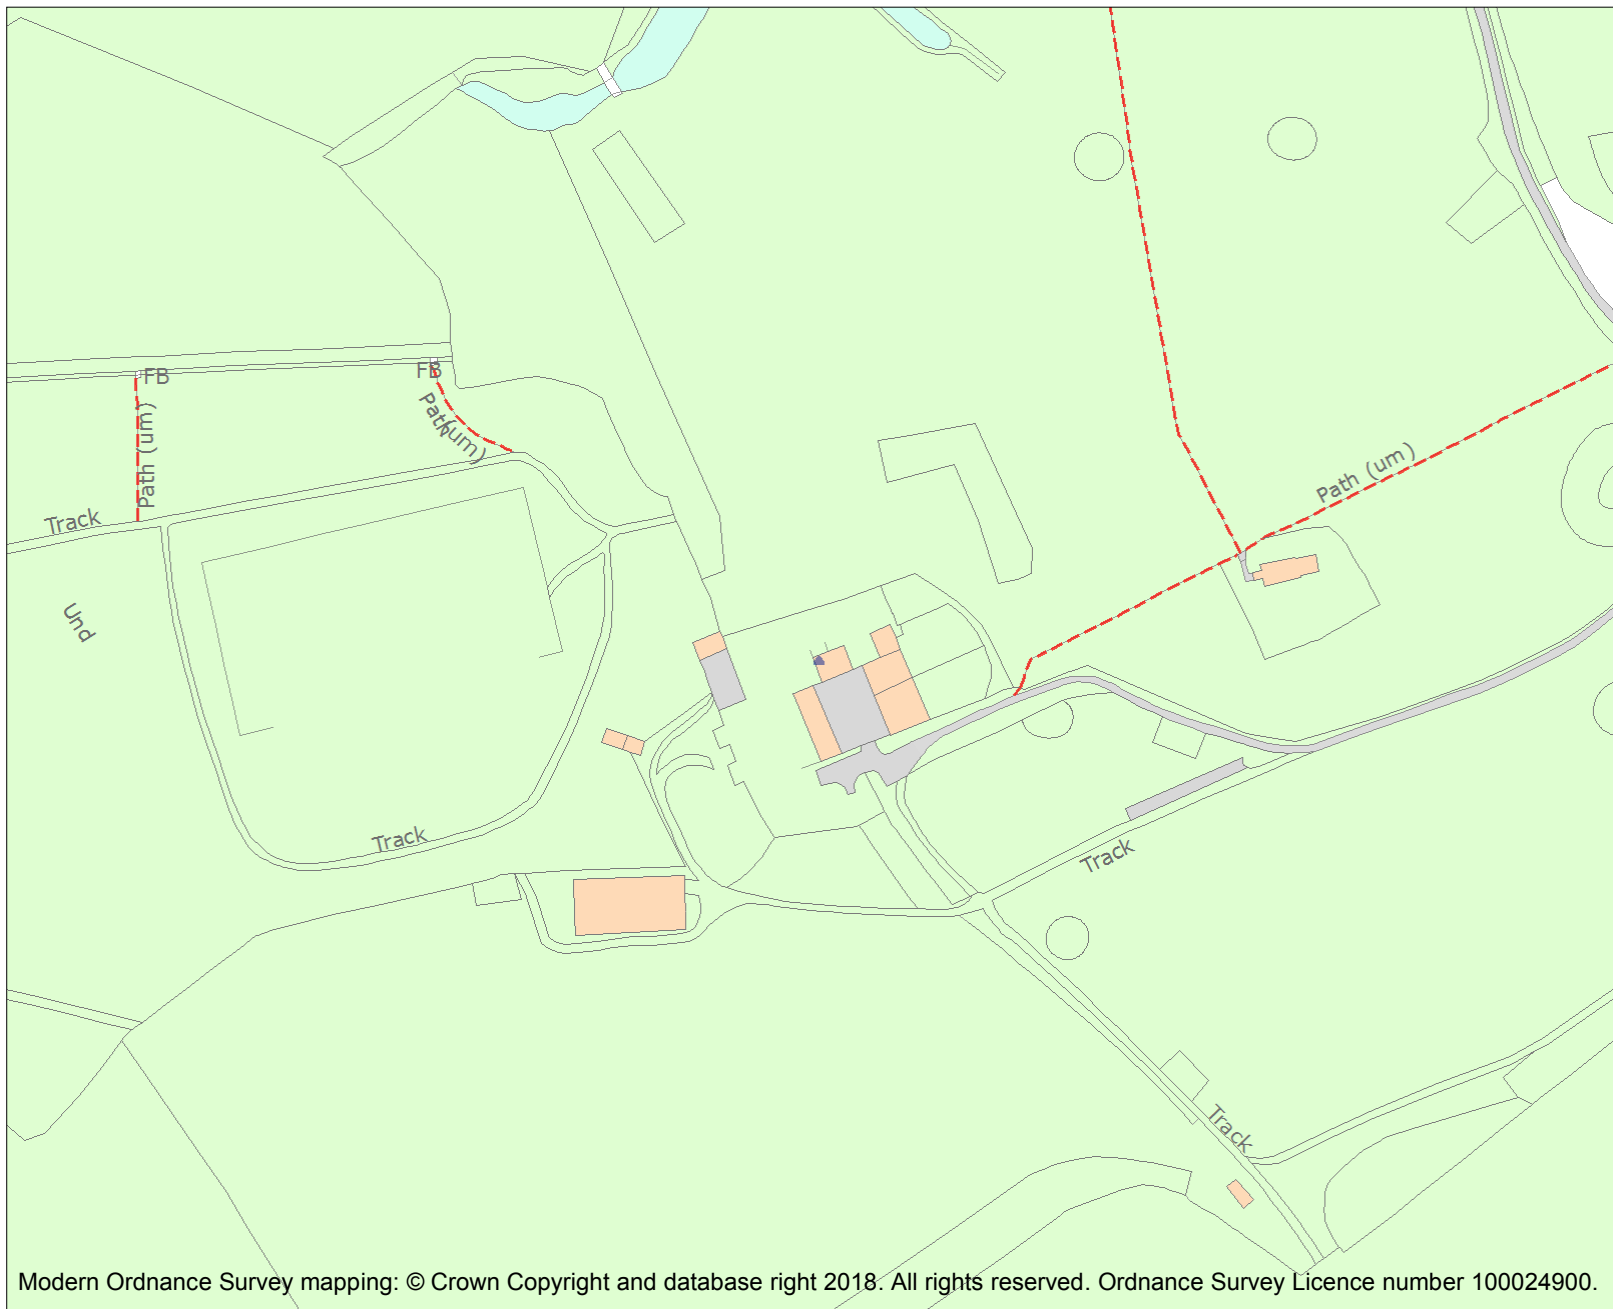 FB
FB
Path (um)
Path (um)
Path (um)
Track
Und
Track
Track
Track
Modern Ordnance Survey mapping: © Crown Copyright and database right 2018. All rights reserved. Ordnance Survey Licence number 100024900.